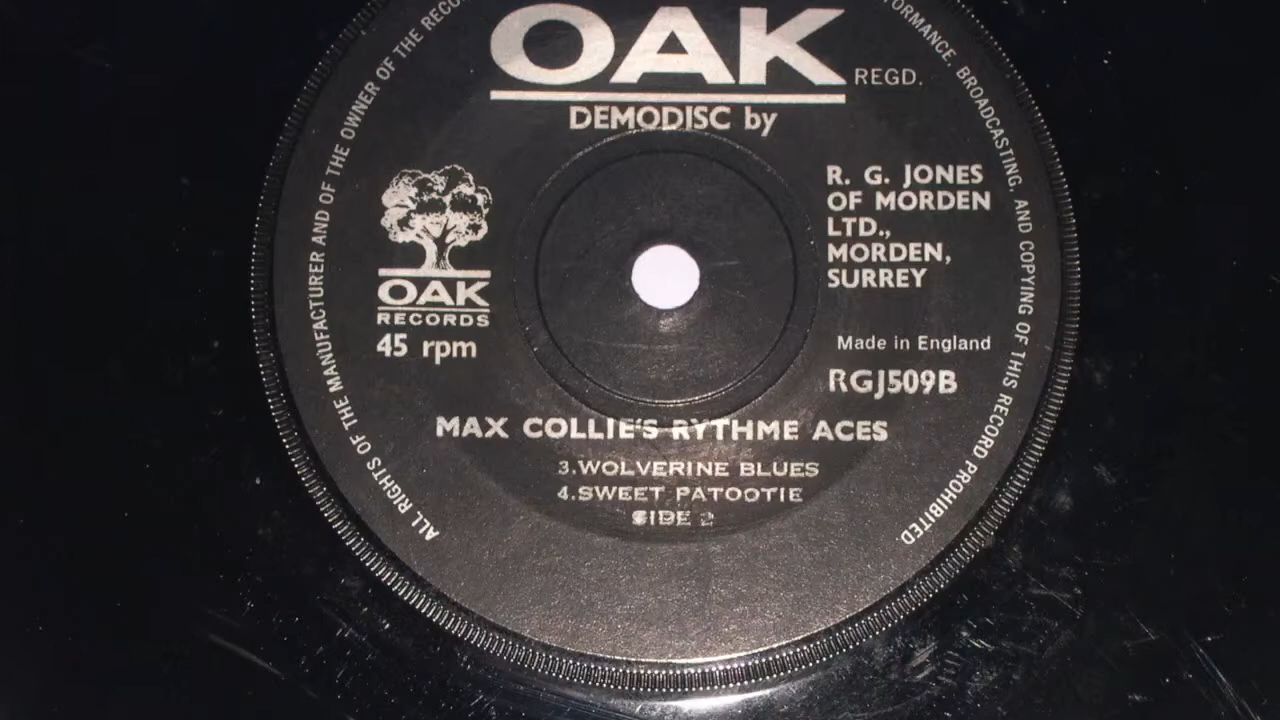 OAK
REGD.
DEMODISC by
R. G. JONES
OF MORDEN
LTD.,
MORDEN,
SURREY
OAK
RECORDS
45 rpm
Made in England
RGJ509B
MAX COLLIE'S RYTHME ACES
3.WOLVERINE BLUES
4.SWEET PATOOTIE
SIDE 2
ALL RIGHTS OF THE MANUFACTURER AND OF THE OWNER OF THE
BROADCASTING, AND COPYING OF THIS RECORD PROHIBITED